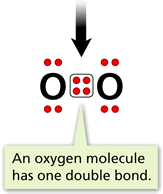 O O
An oxygen molecule
has one double bond.